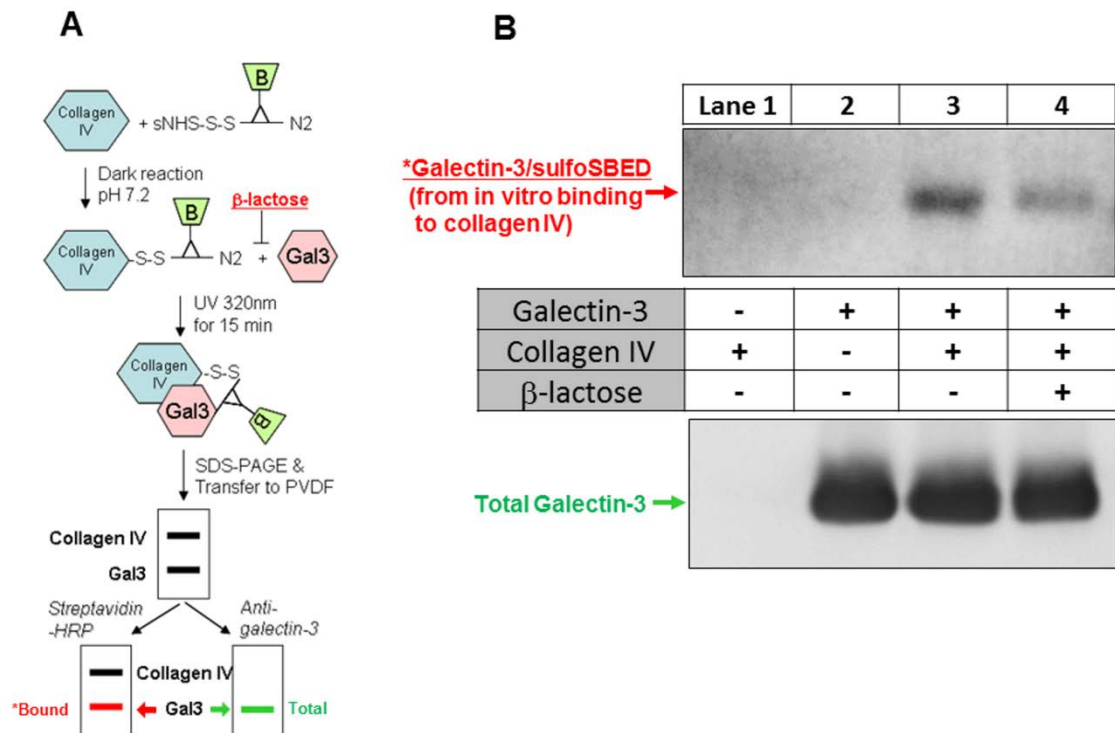 A
Collagen
IV
+ sNHS-S-S
B
N2
Dark reaction
pH 7.2
β-lactose
Collagen
IV
-S-S
B
N2
+
Gal3
UV 320nm
for 15 min
Collagen
IV
-S-S
Gal3
B
SDS-PAGE &
Transfer to PVDF
Collagen IV
Gal3
Streptavidin
-HRP
Anti-
galectin-3
Collagen IV
*Bound
Gal3
Total
B
Lane 1 2 3 4
*Galectin-3/sulfoSBED
(from in vitro binding
to collagen IV)
Galectin-3 - + + +
Collagen IV + - + +
β-lactose - - - +
Total Galectin-3